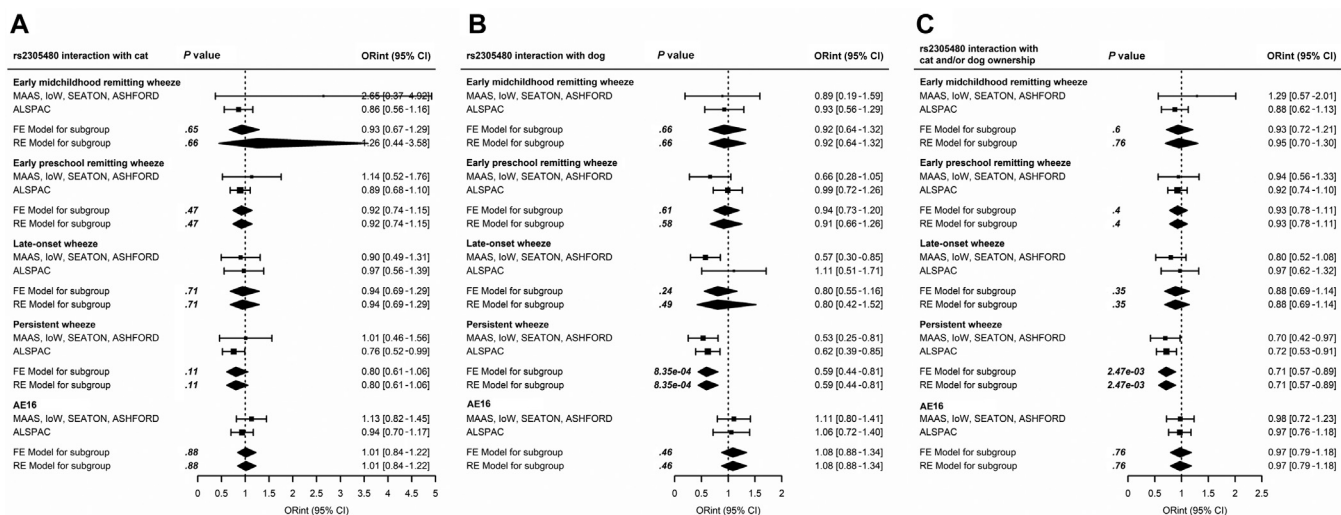 A
rs2305480 interaction with cat P value ORint (95% CI)
Early midchildhood remitting wheeze
MAAS, IoW, SEATON, ASHFORD 2.65 [0.37 -4.92]
ALSPAC 0.86 [0.56 -1.16]
FE Model for subgroup .65 0.93 [0.67 -1.29]
RE Model for subgroup .66 1.26 [0.44 -3.58]
Early preschool remitting wheeze
MAAS, IoW, SEATON, ASHFORD 1.14 [0.52 -1.76]
ALSPAC 0.89 [0.68 -1.10]
FE Model for subgroup .47 0.92 [0.74 -1.15]
RE Model for subgroup .47 0.92 [0.74 -1.15]
Late-onset wheeze
MAAS, IoW, SEATON, ASHFORD 0.90 [0.49 -1.31]
ALSPAC 0.97 [0.56 -1.39]
FE Model for subgroup .71 0.94 [0.69 -1.29]
RE Model for subgroup .71 0.94 [0.69 -1.29]
Persistent wheeze
MAAS, IoW, SEATON, ASHFORD 1.01 [0.46 -1.56]
ALSPAC 0.76 [0.52 -0.99]
FE Model for subgroup .11 0.80 [0.61 -1.06]
RE Model for subgroup .11 0.80 [0.61 -1.06]
AE16
MAAS, IoW, SEATON, ASHFORD 1.13 [0.82 -1.45]
ALSPAC 0.94 [0.70 -1.17]
FE Model for subgroup .88 1.01 [0.84 -1.22]
RE Model for subgroup .88 1.01 [0.84 -1.22]
0 0.5 1 1.5 2 2.5 3 3.5 4 4.5 5
ORint (95% CI)
B
rs2305480 interaction with dog P value ORint (95% CI)
Early midchildhood remitting wheeze
MAAS, IoW, SEATON, ASHFORD 0.89 [0.19 -1.59]
ALSPAC 0.93 [0.56 -1.29]
FE Model for subgroup .66 0.92 [0.64 -1.32]
RE Model for subgroup .66 0.92 [0.64 -1.32]
Early preschool remitting wheeze
MAAS, IoW, SEATON, ASHFORD 0.66 [0.28 -1.05]
ALSPAC 0.99 [0.72 -1.26]
FE Model for subgroup .61 0.94 [0.73 -1.20]
RE Model for subgroup .58 0.91 [0.66 -1.26]
Late-onset wheeze
MAAS, IoW, SEATON, ASHFORD 0.57 [0.30 -0.85]
ALSPAC 1.11 [0.51 -1.71]
FE Model for subgroup .24 0.80 [0.55 -1.16]
RE Model for subgroup .49 0.80 [0.42 -1.52]
Persistent wheeze
MAAS, IoW, SEATON, ASHFORD 0.53 [0.25 -0.81]
ALSPAC 0.62 [0.39 -0.85]
FE Model for subgroup 8.35e-04 0.59 [0.44 -0.81]
RE Model for subgroup 8.35e-04 0.59 [0.44 -0.81]
AE16
MAAS, IoW, SEATON, ASHFORD 1.11 [0.80 -1.41]
ALSPAC 1.06 [0.72 -1.40]
FE Model for subgroup .46 1.08 [0.88 -1.34]
RE Model for subgroup .46 1.08 [0.88 -1.34]
0 0.5 1 1.5 2 2.5
ORint (95% CI)
C
rs2305480 interaction with
cat and/or dog ownership P value ORint (95% CI)
Early midchildhood remitting wheeze
MAAS, IoW, SEATON, ASHFORD 1.29 [0.57 -2.01]
ALSPAC 0.88 [0.62 -1.13]
FE Model for subgroup .6 0.93 [0.72 -1.21]
RE Model for subgroup .76 0.95 [0.70 -1.30]
Early preschool remitting wheeze
MAAS, IoW, SEATON, ASHFORD 0.94 [0.56 -1.33]
ALSPAC 0.92 [0.74 -1.10]
FE Model for subgroup .4 0.93 [0.78 -1.11]
RE Model for subgroup .4 0.93 [0.78 -1.11]
Late-onset wheeze
MAAS, IoW, SEATON, ASHFORD 0.80 [0.52 -1.08]
ALSPAC 0.97 [0.62 -1.32]
FE Model for subgroup .35 0.88 [0.69 -1.14]
RE Model for subgroup .35 0.88 [0.69 -1.14]
Persistent wheeze
MAAS, IoW, SEATON, ASHFORD 0.70 [0.42 -0.97]
ALSPAC 0.72 [0.53 -0.91]
FE Model for subgroup 2.47e-03 0.71 [0.57 -0.89]
RE Model for subgroup 2.47e-03 0.71 [0.57 -0.89]
AE16
MAAS, IoW, SEATON, ASHFORD 0.98 [0.72 -1.23]
ALSPAC 0.97 [0.76 -1.18]
FE Model for subgroup .76 0.97 [0.79 -1.18]
RE Model for subgroup .76 0.97 [0.79 -1.18]
0 0.5 1 1.5 2 2.5
ORint (95% CI)